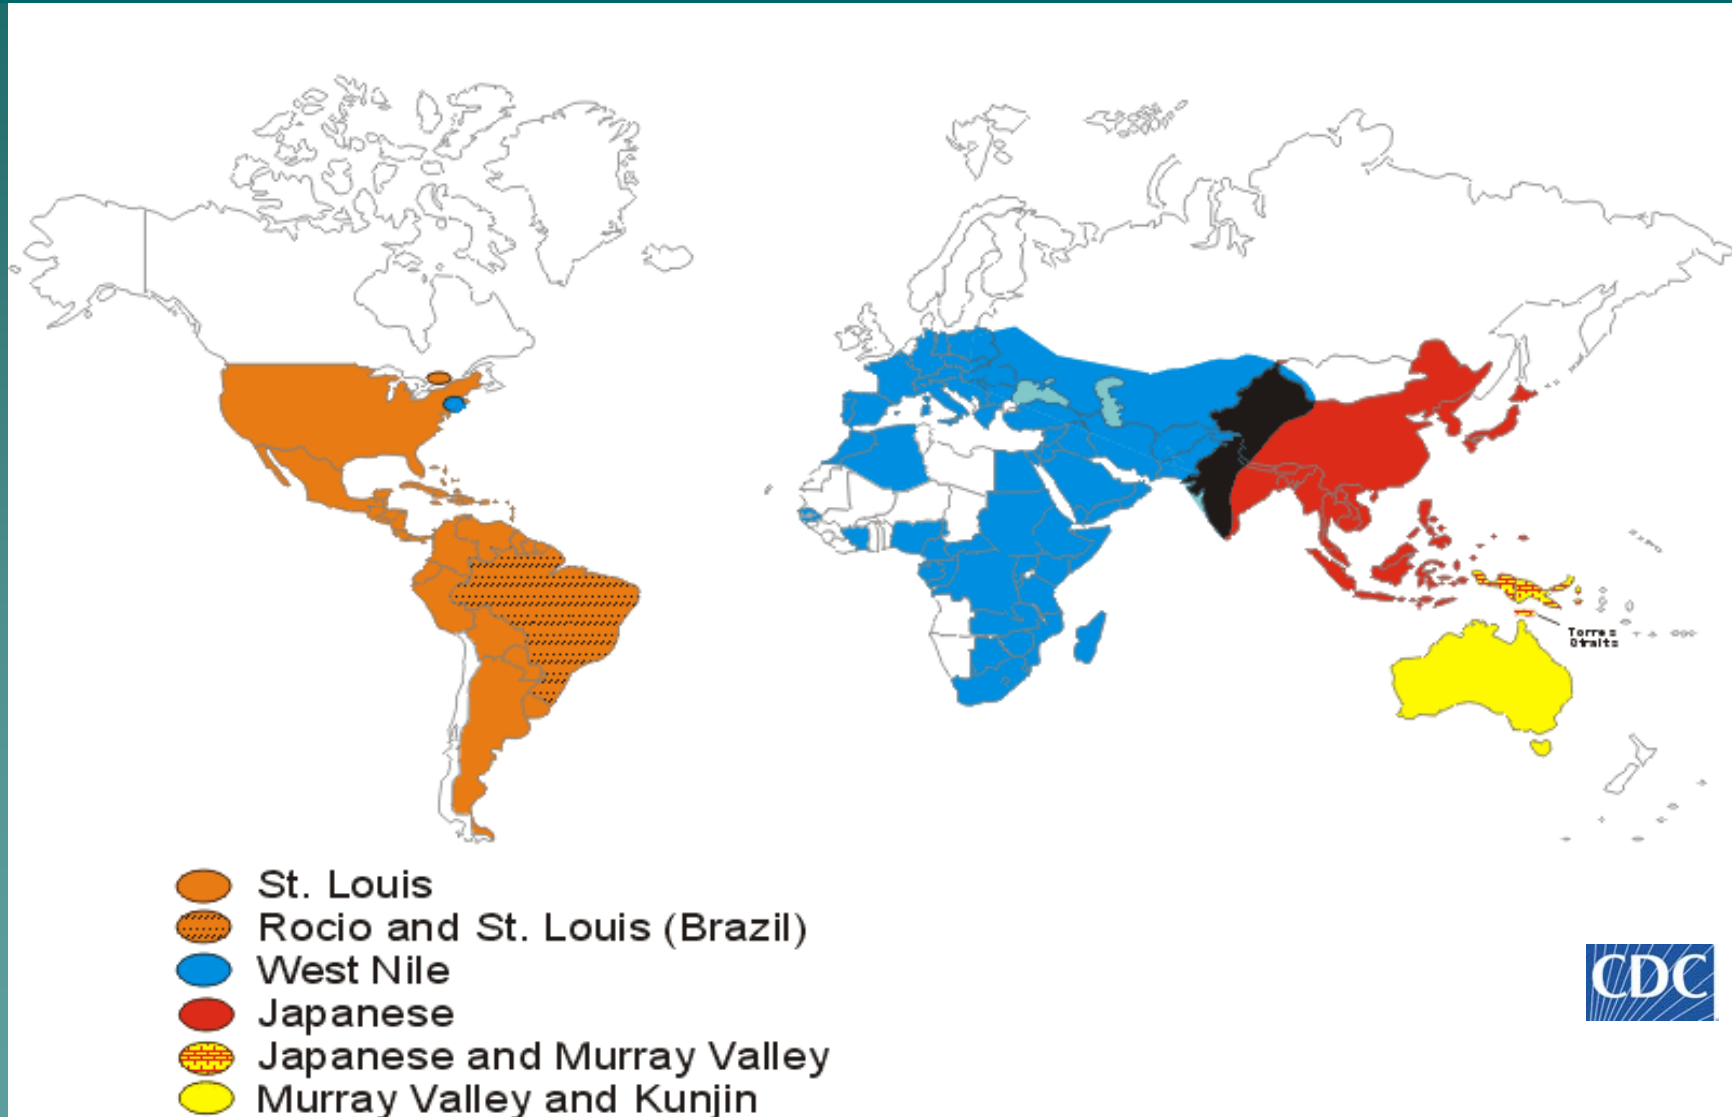 Torres
Straits
St. Louis
Rocio and St. Louis (Brazil)
West Nile
Japanese
Japanese and Murray Valley
Murray Valley and Kunjin
CDC